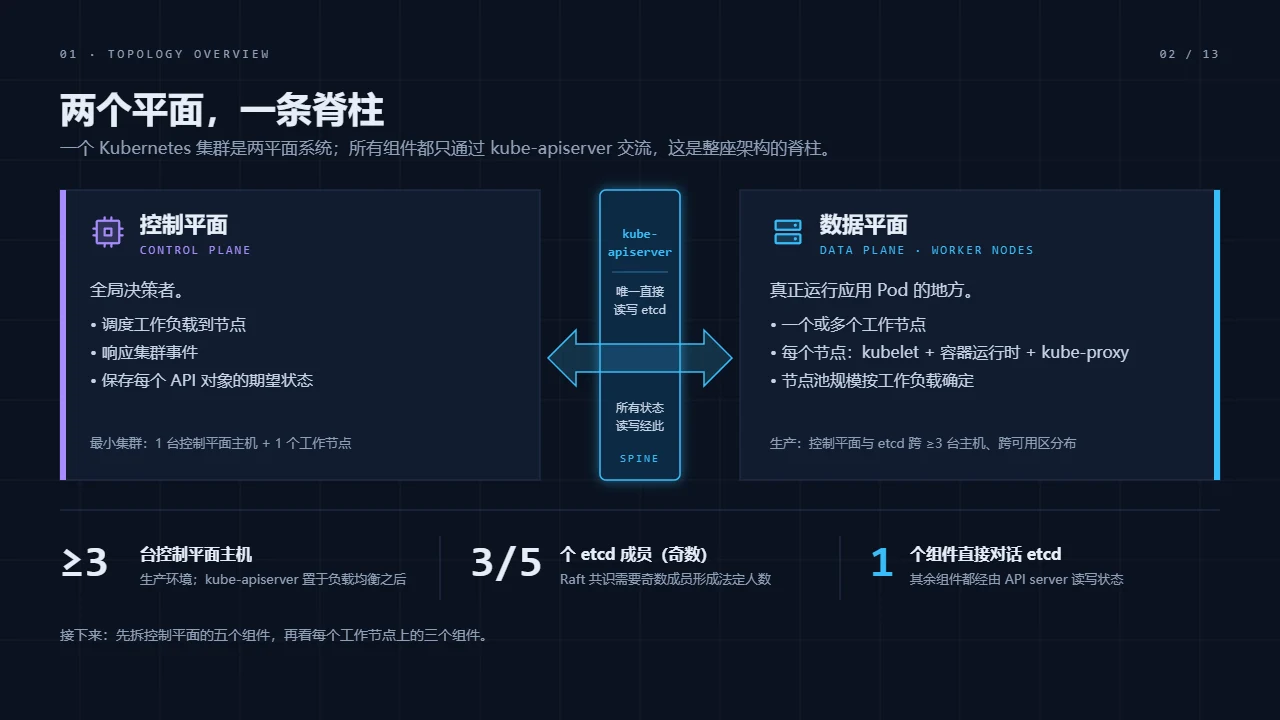 01 · TOPOLOGY OVERVIEW
02 / 13
两个平面，一条脊柱
一个 Kubernetes 集群是两平面系统；所有组件都只通过 kube-apiserver 交流，这是整座架构的脊柱。
控制平面
CONTROL PLANE
全局决策者。
• 调度工作负载到节点
• 响应集群事件
• 保存每个 API 对象的期望状态
最小集群：1 台控制平面主机 + 1 个工作节点
kube-
apiserver
唯一直接
读写 etcd
所有状态
读写经此
SPINE
数据平面
DATA PLANE · WORKER NODES
真正运行应用 Pod 的地方。
• 一个或多个工作节点
• 每个节点：kubelet + 容器运行时 + kube-proxy
• 节点池规模按工作负载确定
生产：控制平面与 etcd 跨 ≥3 台主机、跨可用区分布
≥3
台控制平面主机
生产环境；kube-apiserver 置于负载均衡之后
3/5
个 etcd 成员（奇数）
Raft 共识需要奇数成员形成法定人数
1
个组件直接对话 etcd
其余组件都经由 API server 读写状态
接下来：先拆控制平面的五个组件，再看每个工作节点上的三个组件。